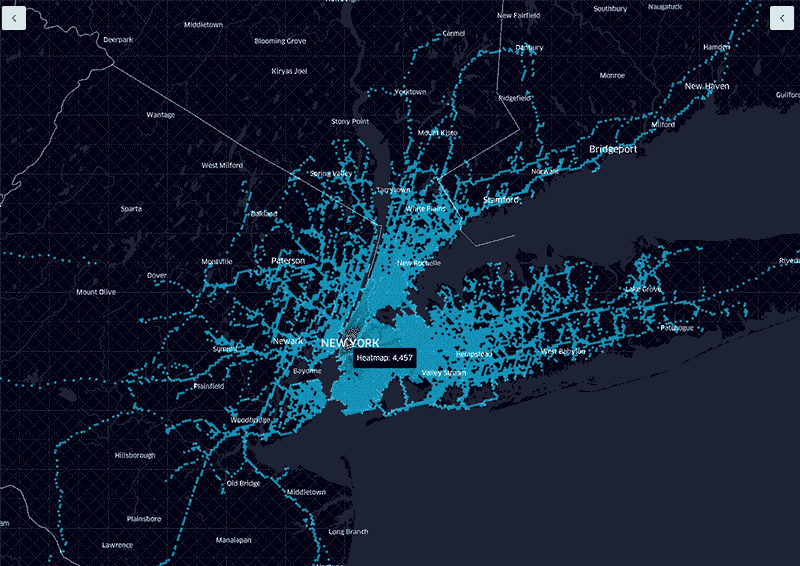 New Fairfield
Southbury
Naugatuck
Middletown
Deerpark
Blooming Grove
Carmel
Danbury
Hamden
Kiryas Joel
Monroe
New Haven
Yorktown
Ridgefield
Guilford
Wantage
Stony Point
Mount Kisco
Milford
Bridgeport
West Milford
Spring Valley
Norwalk
Tarrytown
Stamford
Sparta
Oakland
White Plains
Montville
Paterson
New Rochelle
Dover
Mount Olive
Lake Grove
Patchogue
Newark
NEW YORK
Summit
Heatmap: 4,457
Hempstead
West Babylon
Bayonne
Valley Stream
Plainfield
Woodbridge
Hillsborough
Old Bridge
Middletown
Plainsboro
Long Branch
Manalapan
Lawrence